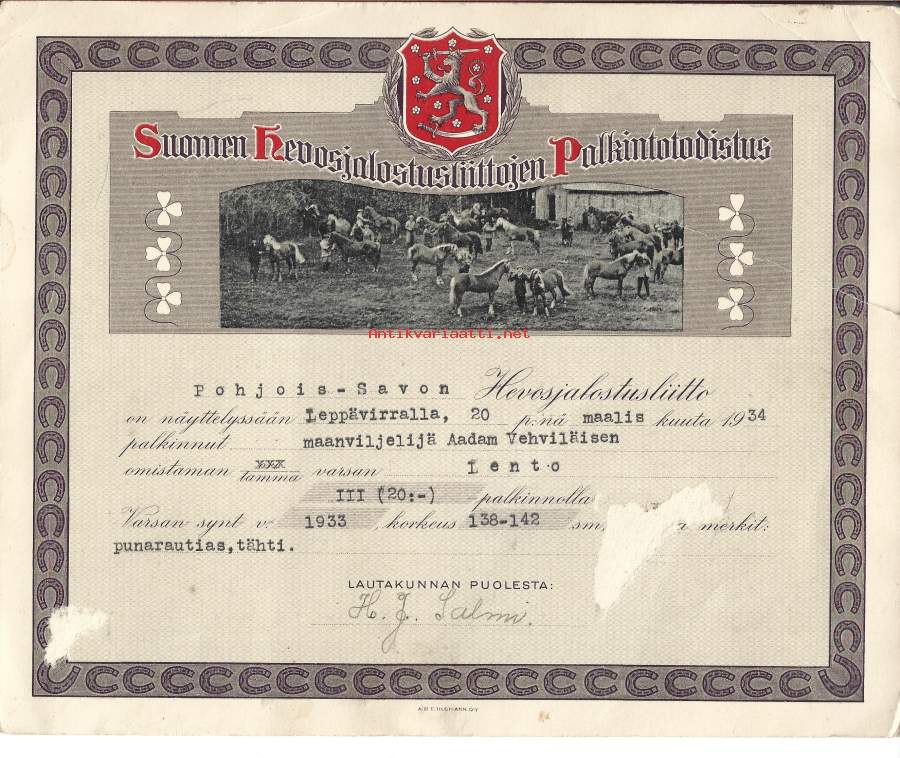 Suomen Hevosjalostusliittojen Palkintotodistus
Antikvariaatti.net
Pohjois-Savon Hevosjalostusliitto
on näyttelyssään Leppävirralla, 20 p:nä maalis kuuta 1934
palkinnut maanviljelijä Aadam Vehviläisen
omistaman tamma varsan Lento
III (20:-) palkinnolla
Varsan synt v: 1933, korkeus 138-142 sm, merkit:
punarautias, tähti.
LAUTAKUNNAN PUOLESTA:
H. J. Salmi.